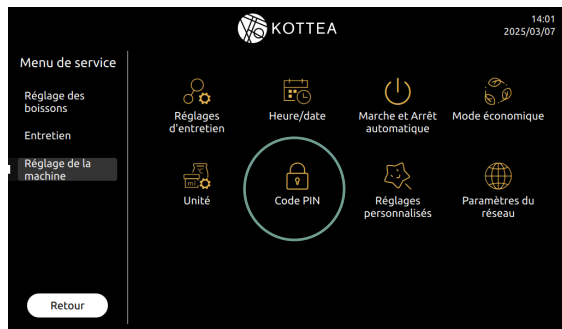 KOTTEA
14:01
2025/03/07
Menu de service
Réglage des
boissons
Entretien
Réglage de la
machine
Retour
Réglages
d'entretien
Heure/date
Marche et Arrêt
automatique
Mode économique
mL
Unité
Code PIN
Réglages
personnalisés
Paramètres du
réseau